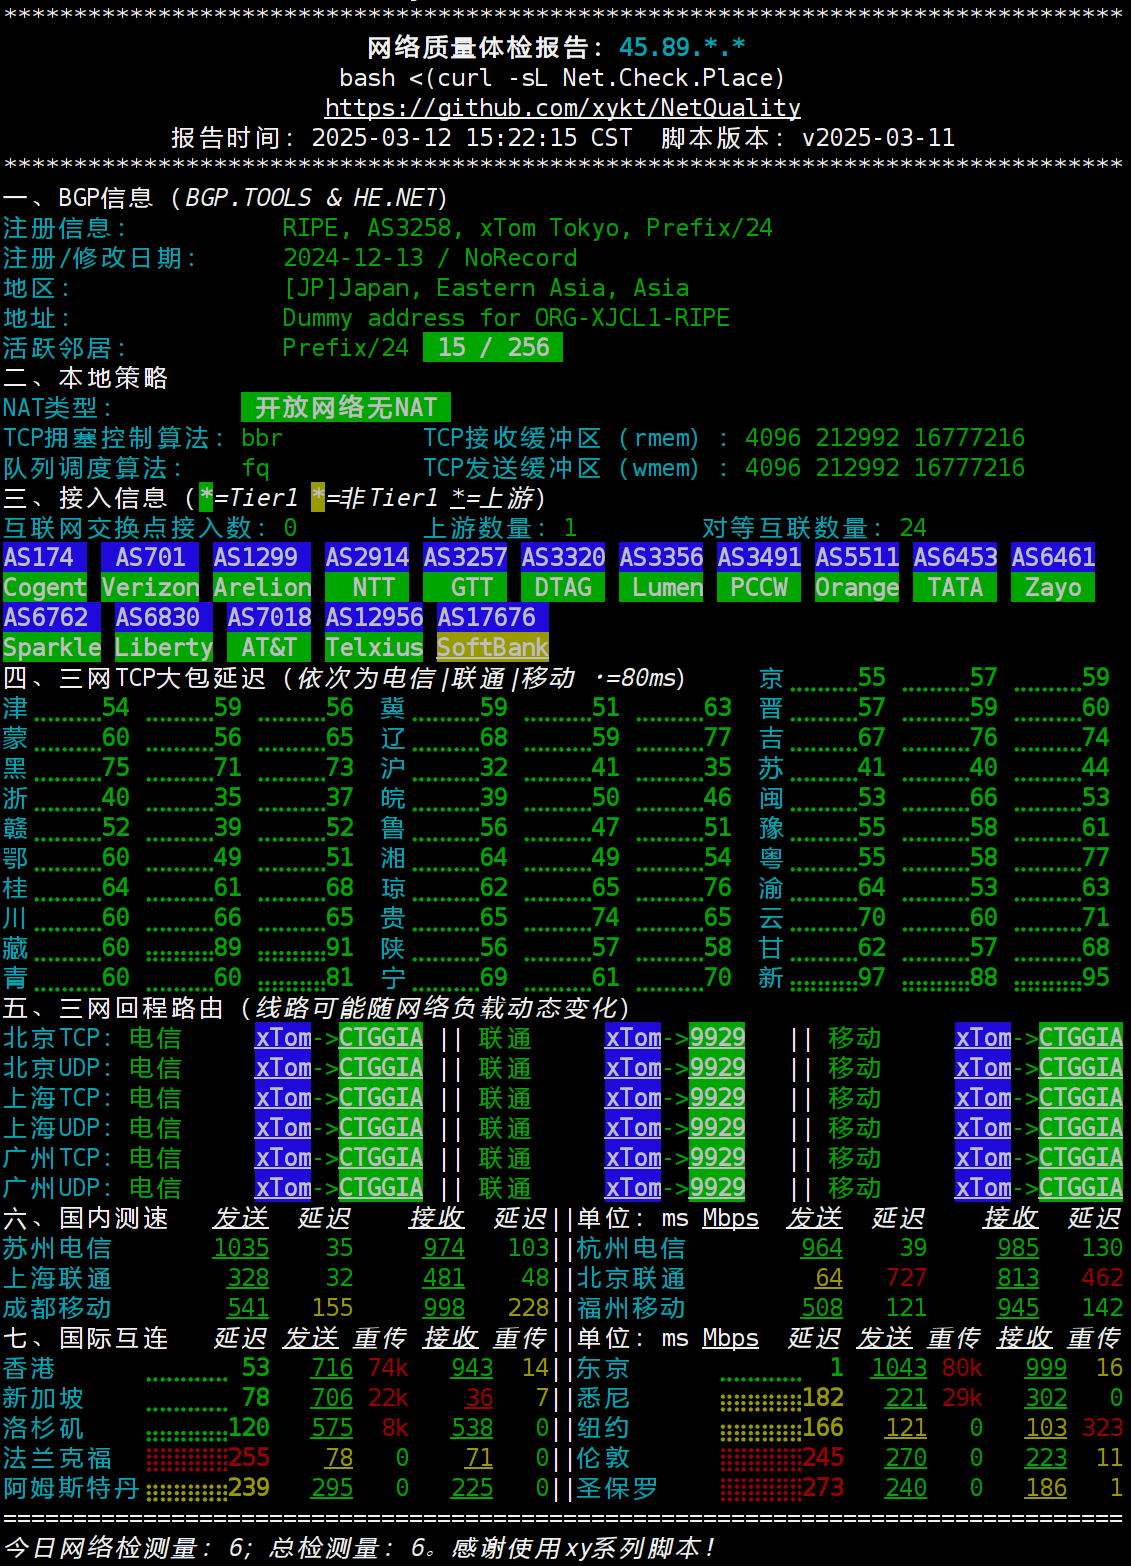 ********************************************************************************
网络质量体检报告: 45.89.*.*
bash <(curl -sL Net.Check.Place)
https://github.com/xykt/NetQuality
报告时间: 2025-03-12 15:22:15 CST  脚本版本: v2025-03-11
********************************************************************************
一、BGP信息 (BGP.TOOLS & HE.NET)
注册信息: RIPE, AS3258, xTom Tokyo, Prefix/24
注册/修改日期: 2024-12-13 / NoRecord
地区: [JP]Japan, Eastern Asia, Asia
地址: Dummy address for ORG-XJCL1-RIPE
活跃邻居: Prefix/24 15 / 256
二、本地策略
NAT类型: 开放网络无NAT
TCP拥塞控制算法: bbr TCP接收缓冲区 (rmem) : 4096 212992 16777216
队列调度算法: fq TCP发送缓冲区 (wmem) : 4096 212992 16777216
三、接入信息 (*=Tier1 *=非Tier1 *=上游)
互联网交换点接入数: 0 上游数量: 1 对等互联数量: 24
AS174 AS701 AS1299 AS2914 AS3257 AS3320 AS3356 AS3491 AS5511 AS6453 AS6461
Cogent Verizon Arelion NTT GTT DTAG Lumen PCCW Orange TATA Zayo
AS6762 AS6830 AS7018 AS12956 AS17676
Sparkle Liberty AT&T Telxius SoftBank
四、三网TCP大包延迟 (依次为电信|联通|移动 ·=80ms) 京 55 57 59
津 54 59 56 冀 59 51 63 晋 57 59 60
蒙 60 56 65 辽 68 59 77 吉 67 76 74
黑 75 71 73 沪 32 41 35 苏 41 40 44
浙 40 35 37 皖 39 50 46 闽 53 66 53
赣 52 39 52 鲁 56 47 51 豫 55 58 61
鄂 60 49 51 湘 64 49 54 粤 55 58 77
桂 64 61 68 琼 62 65 76 渝 64 53 63
川 60 66 65 贵 65 74 65 云 70 60 71
藏 60 89 91 陕 56 57 58 甘 62 57 68
青 60 60 81 宁 69 61 70 新 97 88 95
五、三网回程路由 (线路可能随网络负载动态变化)
北京TCP: 电信 xTom->CTGGIA || 联通 xTom->9929 || 移动 xTom->CTGGIA
北京UDP: 电信 xTom->CTGGIA || 联通 xTom->9929 || 移动 xTom->CTGGIA
上海TCP: 电信 xTom->CTGGIA || 联通 xTom->9929 || 移动 xTom->CTGGIA
上海UDP: 电信 xTom->CTGGIA || 联通 xTom->9929 || 移动 xTom->CTGGIA
广州TCP: 电信 xTom->CTGGIA || 联通 xTom->9929 || 移动 xTom->CTGGIA
广州UDP: 电信 xTom->CTGGIA || 联通 xTom->9929 || 移动 xTom->CTGGIA
六、国内测速 发送 延迟 接收 延迟||单位: ms Mbps 发送 延迟 接收 延迟
苏州电信 1035 35 974 103||杭州电信 964 39 985 130
上海联通 328 32 481 48||北京联通 64 727 813 462
成都移动 541 155 998 228||福州移动 508 121 945 142
七、国际互连 延迟 发送 重传 接收 重传||单位: ms Mbps 延迟 发送 重传 接收 重传
香港 53 716 74k 943 14||东京 1 1043 80k 999 16
新加坡 78 706 22k 36 7||悉尼 182 221 29k 302 0
洛杉矶 120 575 8k 538 0||纽约 166 121 0 103 323
法兰克福 255 78 0 71 0||伦敦 245 270 0 223 11
阿姆斯特丹 239 295 0 225 0||圣保罗 273 240 0 186 1
================================================================================
今日网络检测量: 6; 总检测量: 6。感谢使用xy系列脚本!